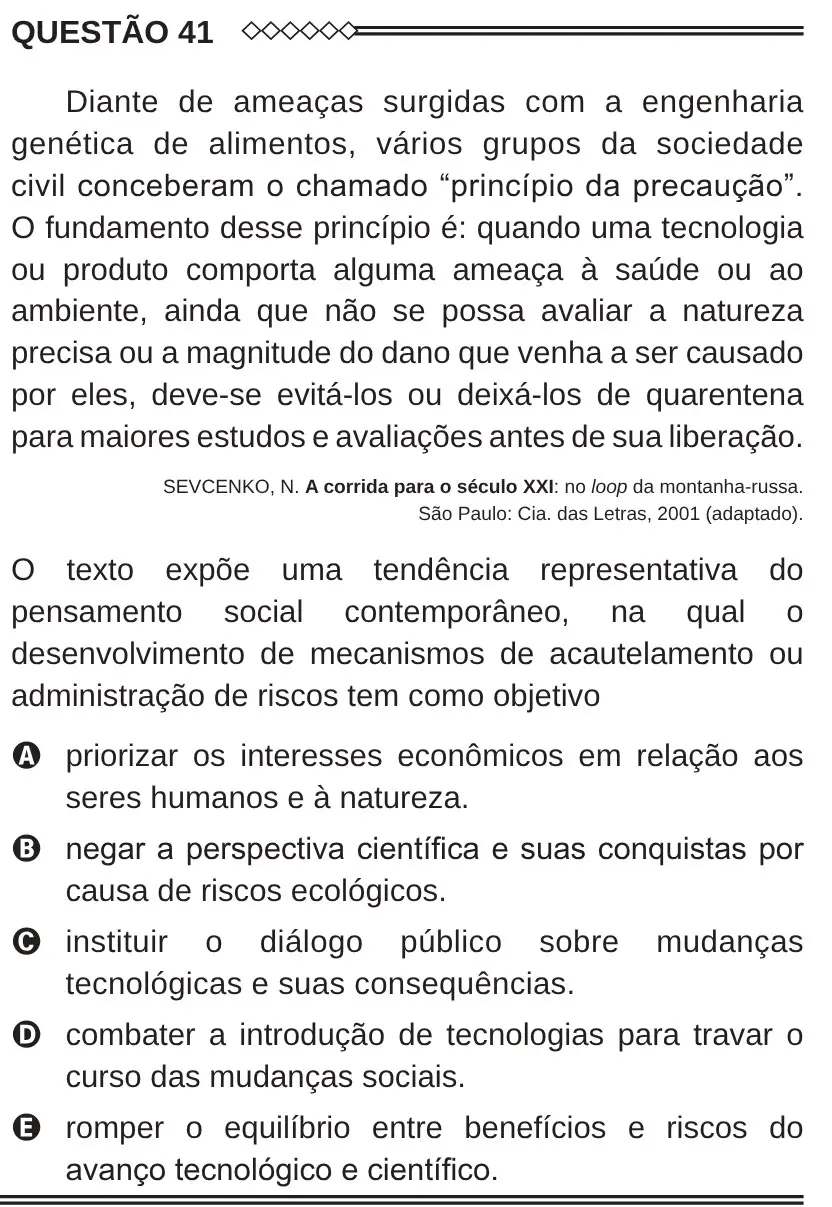 QUESTÃO 41
Diante de ameaças surgidas com a engenharia
genética de alimentos, vários grupos da sociedade
civil conceberam o chamado “princípio da precaução”.
O fundamento desse princípio é: quando uma tecnologia
ou produto comporta alguma ameaça à saúde ou ao
ambiente, ainda que não se possa avaliar a natureza
precisa ou a magnitude do dano que venha a ser causado
por eles, deve-se evitá-los ou deixá-los de quarentena
para maiores estudos e avaliações antes de sua liberação.
SEVCENKO, N. A corrida para o século XXI: no loop da montanha-russa.
São Paulo: Cia. das Letras, 2001 (adaptado).
O texto expõe uma tendência representativa do
pensamento social contemporâneo, na qual o
desenvolvimento de mecanismos de acautelamento ou
administração de riscos tem como objetivo
A priorizar os interesses econômicos em relação aos
seres humanos e à natureza.
B negar a perspectiva científica e suas conquistas por
causa de riscos ecológicos.
C instituir o diálogo público sobre mudanças
tecnológicas e suas consequências.
D combater a introdução de tecnologias para travar o
curso das mudanças sociais.
E romper o equilíbrio entre benefícios e riscos do
avanço tecnológico e científico.